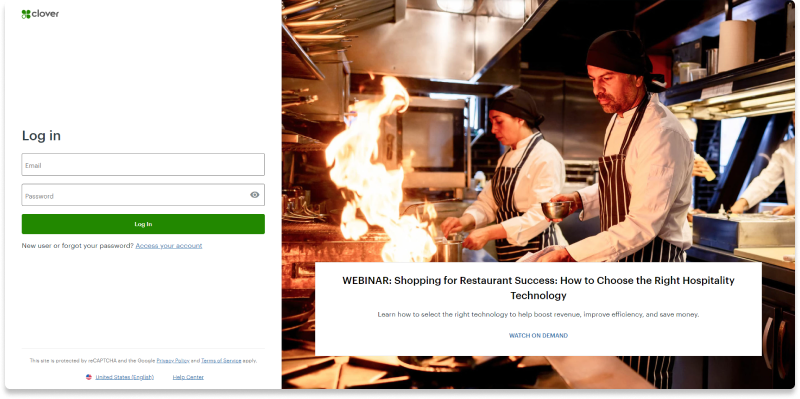 clover
Log in
Email
Password
Log In
New user or forgot your password? Access your account
This site is protected by reCAPTCHA and the Google Privacy Policy and Terms of Service apply.
United States (English) Help Center
WEBINAR: Shopping for Restaurant Success: How to Choose the Right Hospitality
Technology
Learn how to select the right technology to help boost revenue, improve efficiency, and save money.
WATCH ON DEMAND